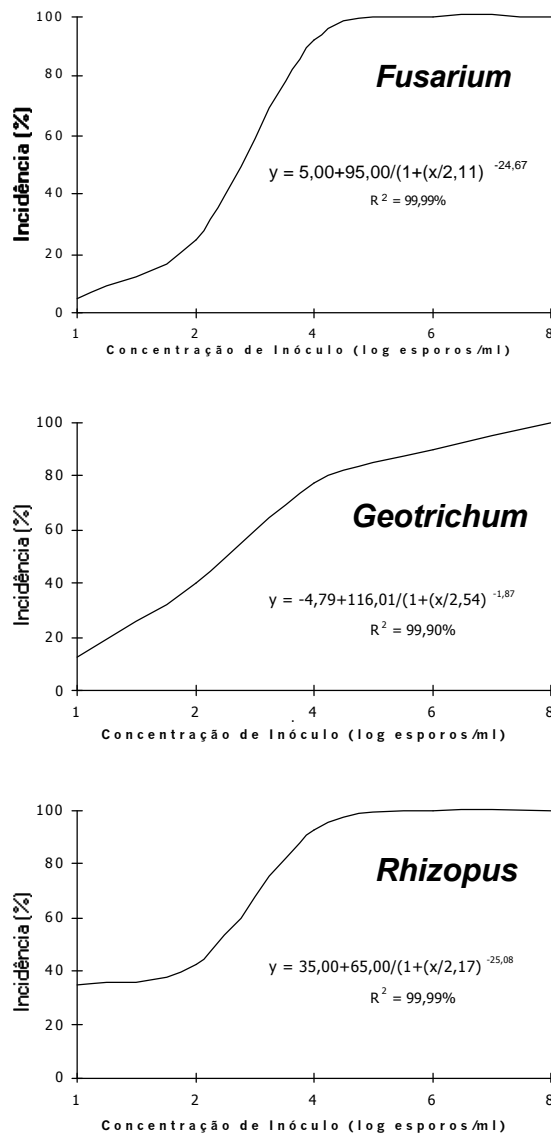 100
80
60
40
20
0
Incidência (%)
Fusarium
y = 5,00+95,00/(1+(x/2,11) -24,67
R 2 = 99,99%
1 2 4 6 8
Concentração de Inóculo (log esporos/ml)
100
80
60
40
20
0
Incidência (%)
Geotrichum
y = -4,79+116,01/(1+(x/2,54) -1,87
R 2 = 99,90%
1 2 4 6 8
Concentração de Inóculo (log esporos/ml)
100
80
60
40
20
0
Incidência (%)
Rhizopus
y = 35,00+65,00/(1+(x/2,17) -25,08
R 2 = 99,99%
1 2 4 6 8
Concentração de Inóculo (log esporos/ml)